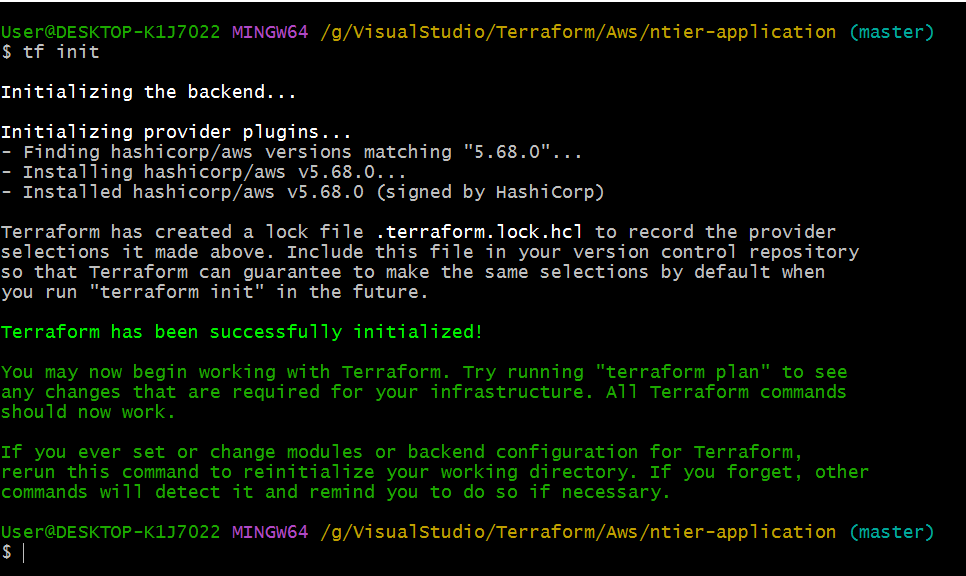 User@DESKTOP-K1J7022 MINGW64 /g/VisualStudio/Terraform/Aws/ntier-application (master)
$ tf init
Initializing the backend...
Initializing provider plugins...
- Finding hashicorp/aws versions matching "5.68.0"...
- Installing hashicorp/aws v5.68.0...
- Installed hashicorp/aws v5.68.0 (signed by HashiCorp)
Terraform has created a lock file .terraform.lock.hcl to record the provider
selections it made above. Include this file in your version control repository
so that Terraform can guarantee to make the same selections by default when
you run "terraform init" in the future.
Terraform has been successfully initialized!
You may now begin working with Terraform. Try running "terraform plan" to see
any changes that are required for your infrastructure. All Terraform commands
should now work.
If you ever set or change modules or backend configuration for Terraform,
rerun this command to reinitialize your working directory. If you forget, other
commands will detect it and remind you to do so if necessary.
User@DESKTOP-K1J7022 MINGW64 /g/VisualStudio/Terraform/Aws/ntier-application (master)
$